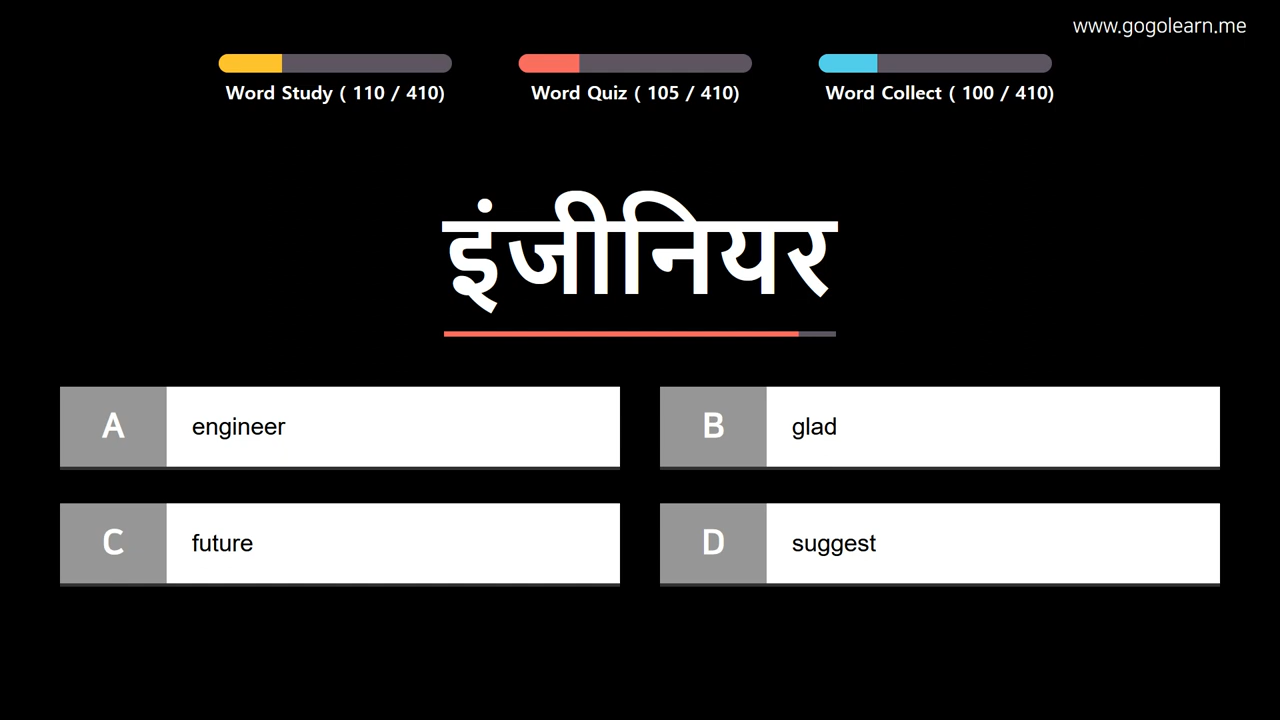 www.gogolearn.me
Word Study ( 110 / 410)
Word Quiz ( 105 / 410)
Word Collect ( 100 / 410)
इंजीनियर
A engineer
B glad
C future
D suggest